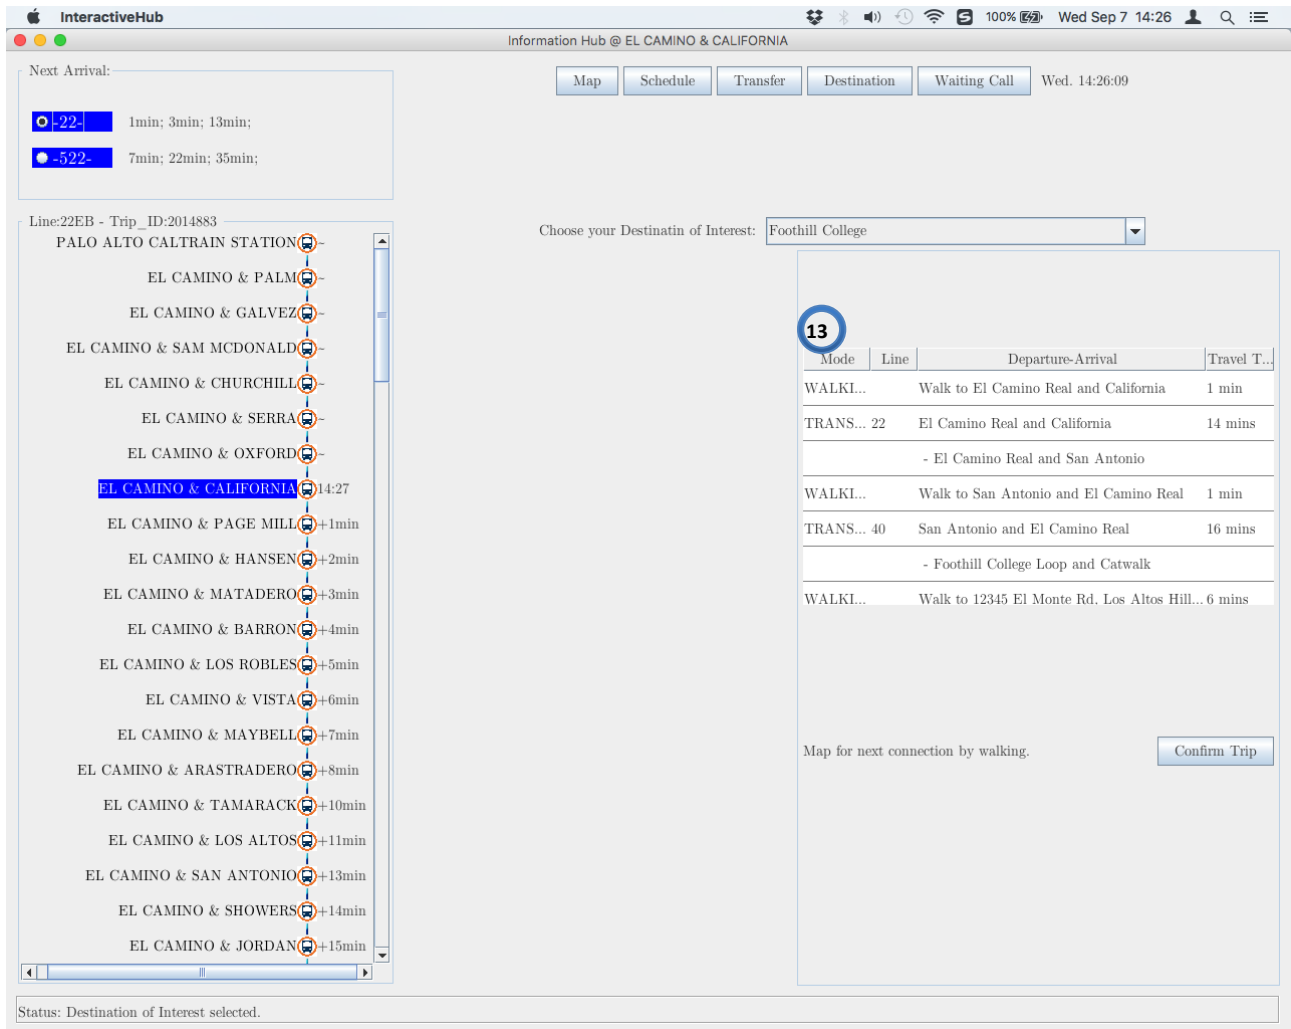 InteractiveHub 100% Wed Sep 7 14:26
Information Hub @ EL CAMINO & CALIFORNIA
Next Arrival:
Map Schedule Transfer Destination Waiting Call Wed. 14:26:09
-22- 1min; 3min; 13min;
-522- 7min; 22min; 35min;
Line:22EB - Trip_ID:2014883
PALO ALTO CALTRAIN STATION ~
EL CAMINO & PALM ~
EL CAMINO & GALVEZ ~
EL CAMINO & SAM MCDONALD ~
EL CAMINO & CHURCHILL ~
EL CAMINO & SERRA ~
EL CAMINO & OXFORD ~
EL CAMINO & CALIFORNIA 14:27
EL CAMINO & PAGE MILL +1min
EL CAMINO & HANSEN +2min
EL CAMINO & MATADERO +3min
EL CAMINO & BARRON +4min
EL CAMINO & LOS ROBLES +5min
EL CAMINO & VISTA +6min
EL CAMINO & MAYBELL +7min
EL CAMINO & ARASTRADERO +8min
EL CAMINO & TAMARACK +10min
EL CAMINO & LOS ALTOS +11min
EL CAMINO & SAN ANTONIO +13min
EL CAMINO & SHOWERS +14min
EL CAMINO & JORDAN +15min
Choose your Destinatin of Interest: Foothill College
13
Mode Line Departure-Arrival Travel T...
WALKI... Walk to El Camino Real and California 1 min
TRANS... 22 El Camino Real and California 14 mins
- El Camino Real and San Antonio
WALKI... Walk to San Antonio and El Camino Real 1 min
TRANS... 40 San Antonio and El Camino Real 16 mins
- Foothill College Loop and Catwalk
WALKI... Walk to 12345 El Monte Rd, Los Altos Hill... 6 mins
Map for next connection by walking. Confirm Trip
Status: Destination of Interest selected.